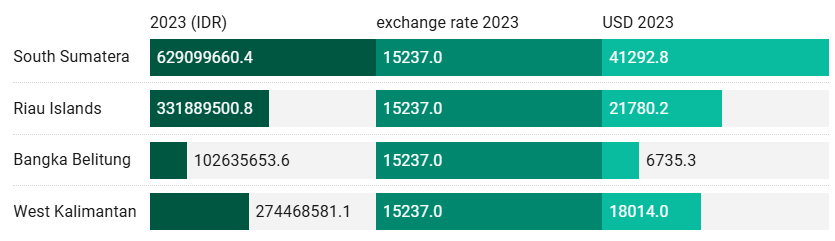 2023 (IDR) exchange rate 2023 USD 2023
South Sumatera 629099660.4 15237.0 41292.8
Riau Islands 331889500.8 15237.0 21780.2
Bangka Belitung 102635653.6 15237.0 6735.3
West Kalimantan 274468581.1 15237.0 18014.0